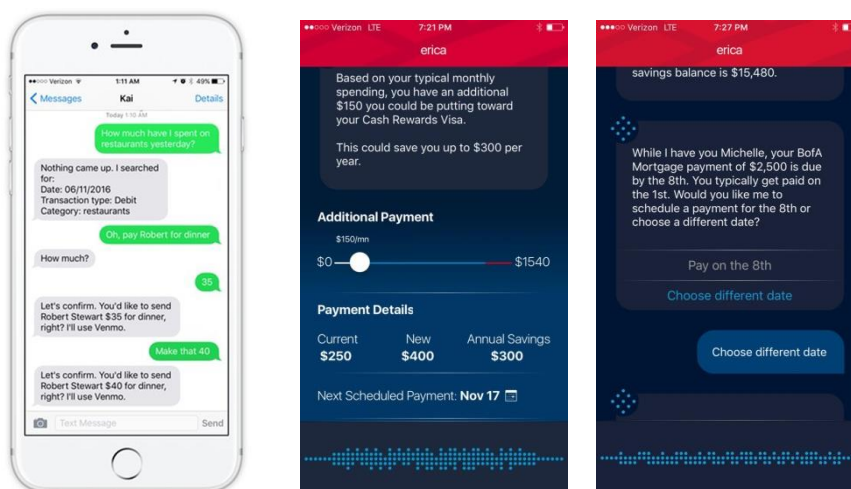 Verizon
1:11 AM
49%
Messages
Kai
Details
Today 1:10 AM
How much have I spent on
restaurants yesterday?
Nothing came up. I searched
for:
Date: 06/11/2016
Transaction type: Debit
Category: restaurants
Oh, pay Robert for dinner
How much?
35
Let's confirm. You'd like to send
Robert Stewart $35 for dinner,
right? I'll use Venmo.
Make that 40
Let's confirm. You'd like to send
Robert Stewart $40 for dinner,
right? I'll use Venmo.
Text Message
Send
Verizon LTE
7:21 PM
erica
Based on your typical monthly
spending, you have an additional
$150 you could be putting toward
your Cash Rewards Visa.
This could save you up to $300 per
year.
Additional Payment
$150/mn
$0
$1540
Payment Details
Current
New
Annual Savings
$250
$400
$300
Next Scheduled Payment: Nov 17
Verizon LTE
7:27 PM
erica
savings balance is $15,480.
While I have you Michelle, your BofA
Mortgage payment of $2,500 is due
by the 8th. You typically get paid on
the 1st. Would you like me to
schedule a payment for the 8th or
choose a different date?
Pay on the 8th
Choose different date
Choose different date